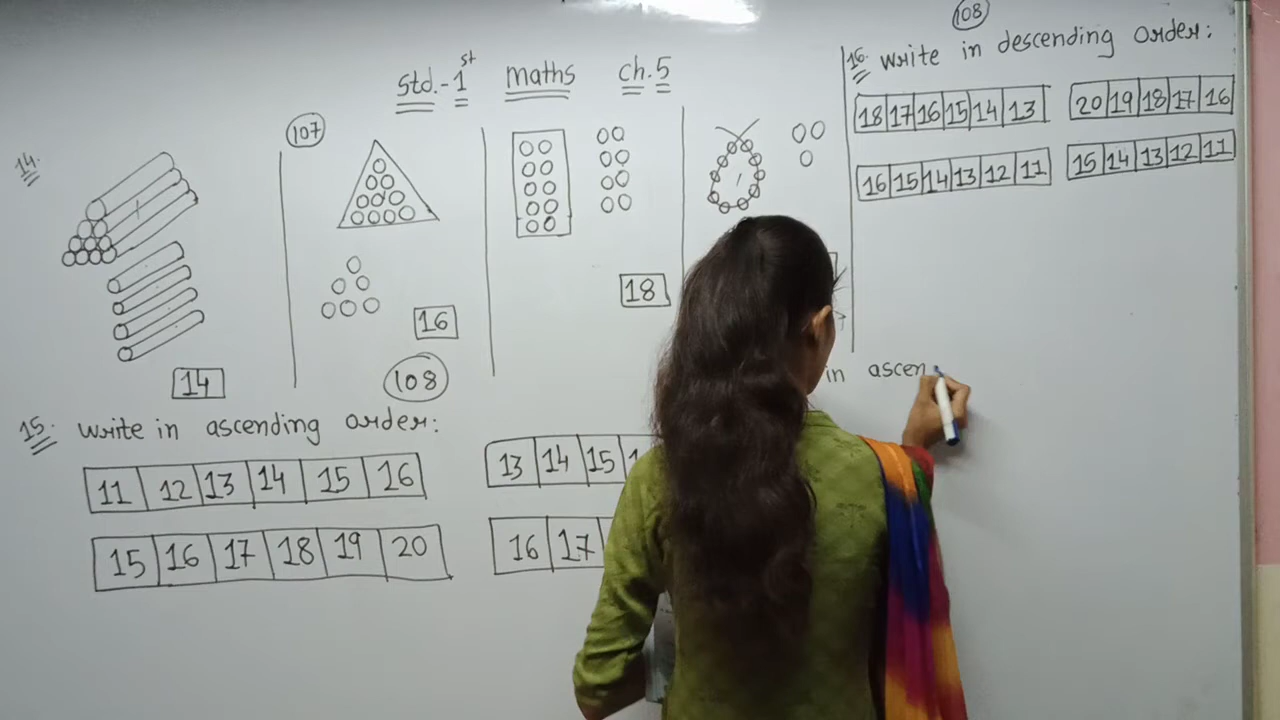 Std.-1st maths ch.5
14.
107
14
16
18
108
15. write in ascending order:
11 12 13 14 15 16
13 14 15
15 16 17 18 19 20
16 17
108
16. write in descending order:
18 17 16 15 14 13
20 19 18 17 16
16 15 14 13 12 11
15 14 13 12 11
in ascen